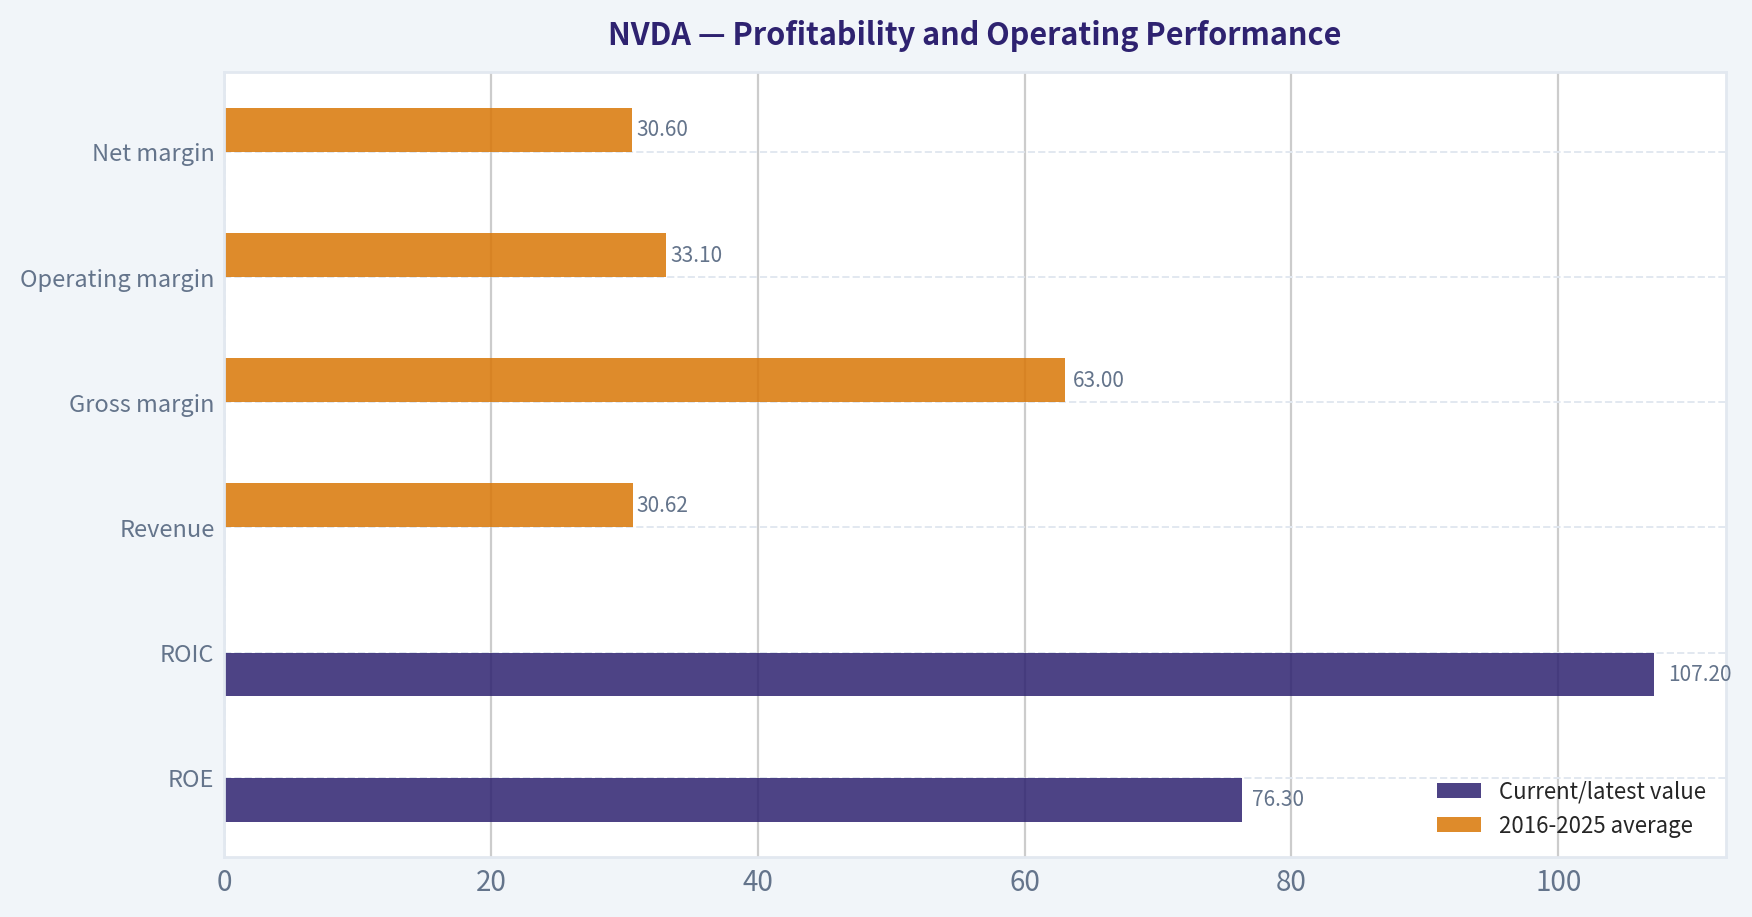 NVDA — Profitability and Operating Performance
Net margin
30.60
Operating margin
33.10
Gross margin
63.00
Revenue
30.62
ROIC
107.20
ROE
76.30
Current/latest value
2016-2025 average
0 20 40 60 80 100